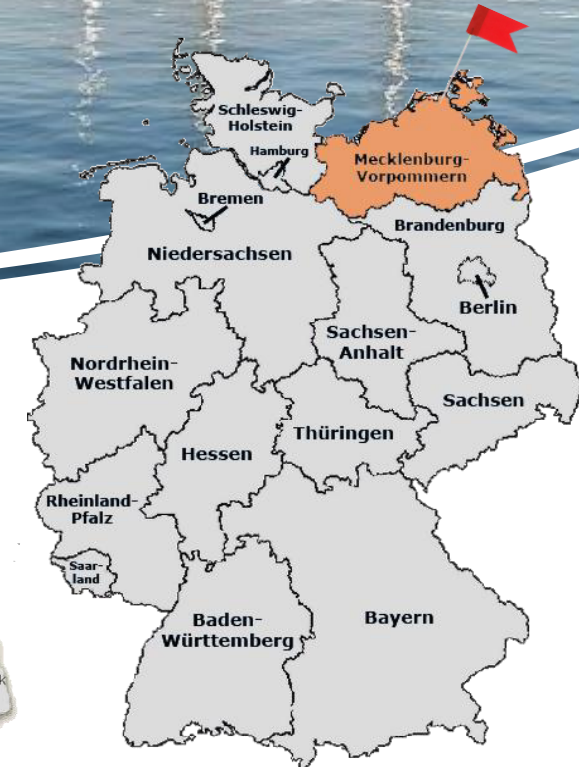 Schleswig-
Holstein
Hamburg
Mecklenburg-
Vorpommern
Bremen
Brandenburg
Niedersachsen
Berlin
Sachsen-
Anhalt
Nordrhein-
Westfalen
Sachsen
Thüringen
Hessen
Rheinland-
Pfalz
Saar-
land
Baden-
Württemberg
Bayern